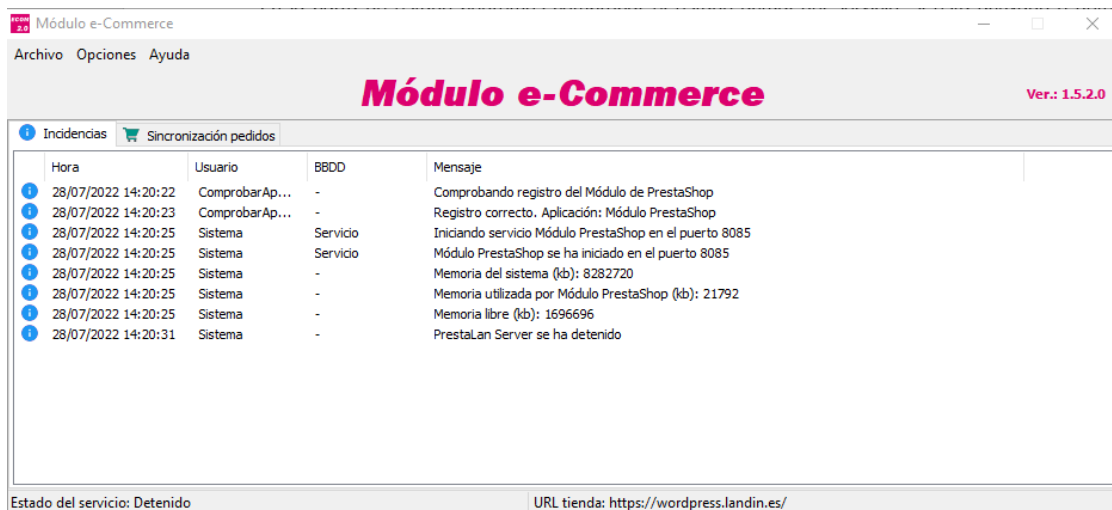 ECOM
2.0
Módulo e-Commerce
Archivo Opciones Ayuda
Módulo e-Commerce
Ver.: 1.5.2.0
Incidencias Sincronización pedidos
Hora Usuario BBDD Mensaje
28/07/2022 14:20:22 ComprobarAp... - Comprobando registro del Módulo de PrestaShop
28/07/2022 14:20:23 ComprobarAp... - Registro correcto. Aplicación: Módulo PrestaShop
28/07/2022 14:20:25 Sistema Servicio Iniciando servicio Módulo PrestaShop en el puerto 8085
28/07/2022 14:20:25 Sistema Servicio Módulo PrestaShop se ha iniciado en el puerto 8085
28/07/2022 14:20:25 Sistema - Memoria del sistema (kb): 8282720
28/07/2022 14:20:25 Sistema - Memoria utilizada por Módulo PrestaShop (kb): 21792
28/07/2022 14:20:25 Sistema - Memoria libre (kb): 1696696
28/07/2022 14:20:31 Sistema - PrestaLan Server se ha detenido
Estado del servicio: Detenido URL tienda: https://wordpress.landin.es/